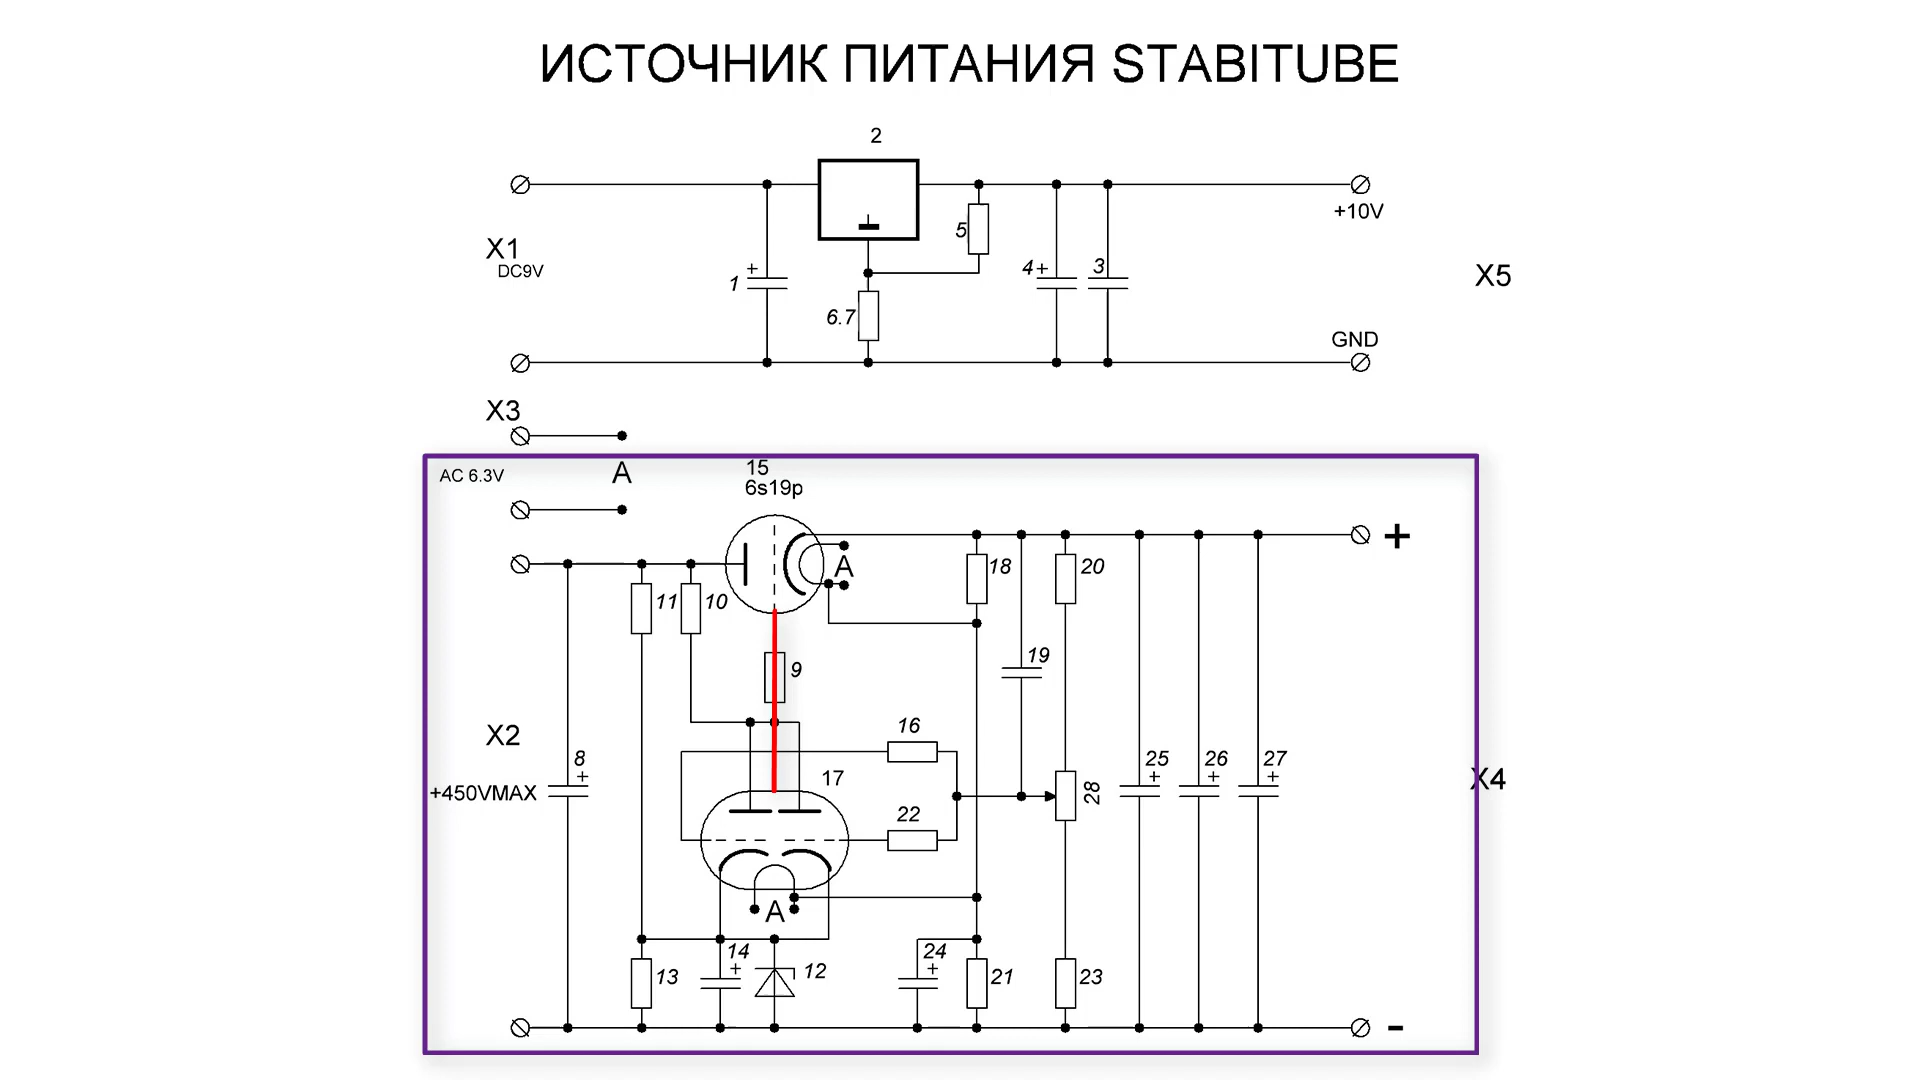 ИСТОЧНИК ПИТАНИЯ STABITUBE
2
+10V
5
X1
DC9V
+
1
4+
3
X5
6.7
GND
X3
AC 6.3V
A
15
6s19p
+
A
18
20
11
10
19
9
16
X2
8
+
17
25
+
26
+
27
+
X4
+450VMAX
28
22
A
14
+
12
24
+
13
21
23
-